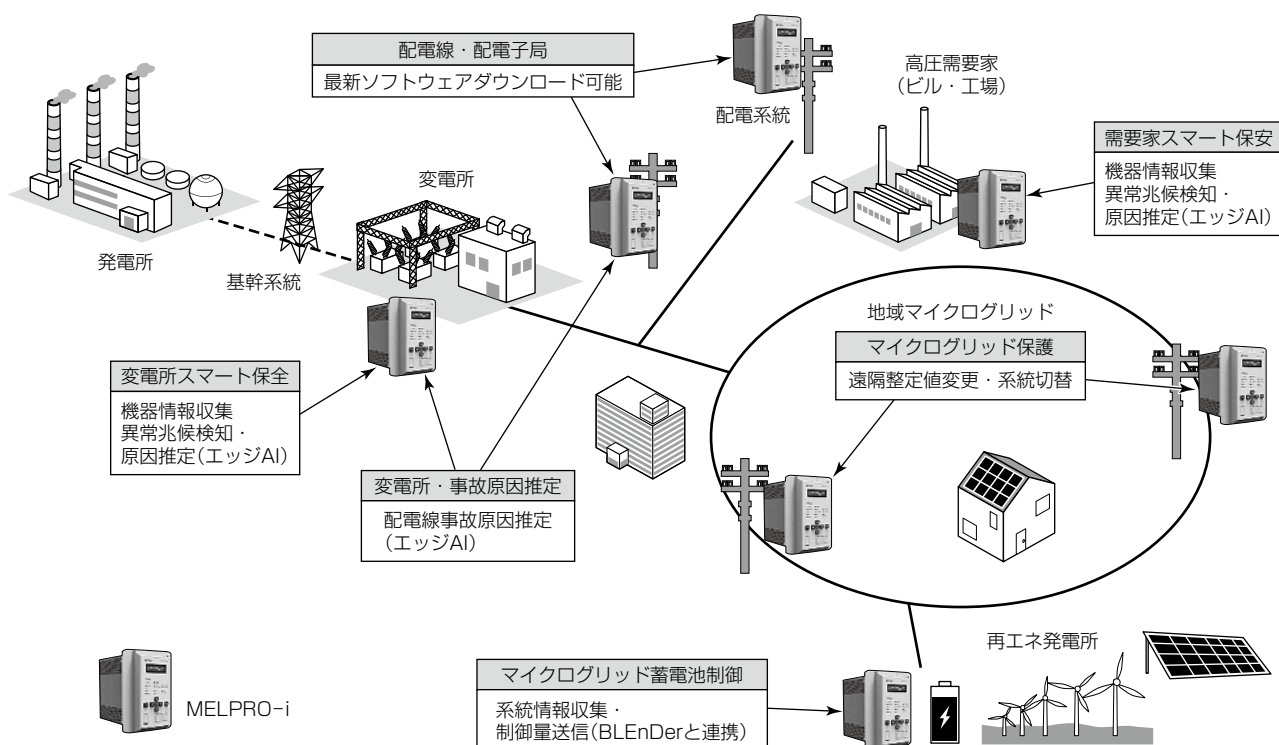 配電線・配電子局
最新ソフトウェアダウンロード可能
配電系統
高圧需要家
(ビル・工場)
需要家スマート保安
機器情報収集
異常兆候検知・
原因推定(エッジAI)
変電所
発電所
基幹系統
地域マイクログリッド
マイクログリッド保護
遠隔整定値変更・系統切替
変電所スマート保全
機器情報収集
異常兆候検知・
原因推定(エッジAI)
変電所・事故原因推定
配電線事故原因推定
(エッジAI)
再エネ発電所
マイクログリッド蓄電池制御
系統情報収集・
制御量送信(BLEnDerと連携)
MELPRO-i